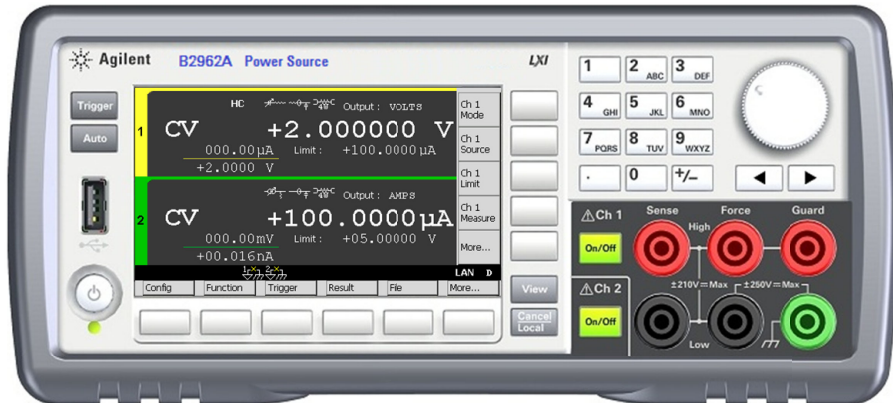 Agilent B2962A Power Source LXI
Trigger
Auto
1
HC Output : VOLTS
CV +2.000000 V
000.00µA Limit : +100.0000µA
+2.0000 V
2
Output : AMPS
CV +100.0000µA
000.00mV Limit : +05.00000 V
+00.016nA
Ch 1 Mode
Ch 1 Source
Ch 1 Limit
Ch 1 Measure
More...
1 2
LAN D
Config Function Trigger Result File More...
View
Cancel
Local
1 2 ABC 3 DEF
4 GHI 5 JKL 6 MNO
7 PQRS 8 TUV 9 WXYZ
. 0 +/−
Ch 1 Sense Force Guard
On/Off
High
±210V Max ±250V Max
Ch 2
On/Off
Low